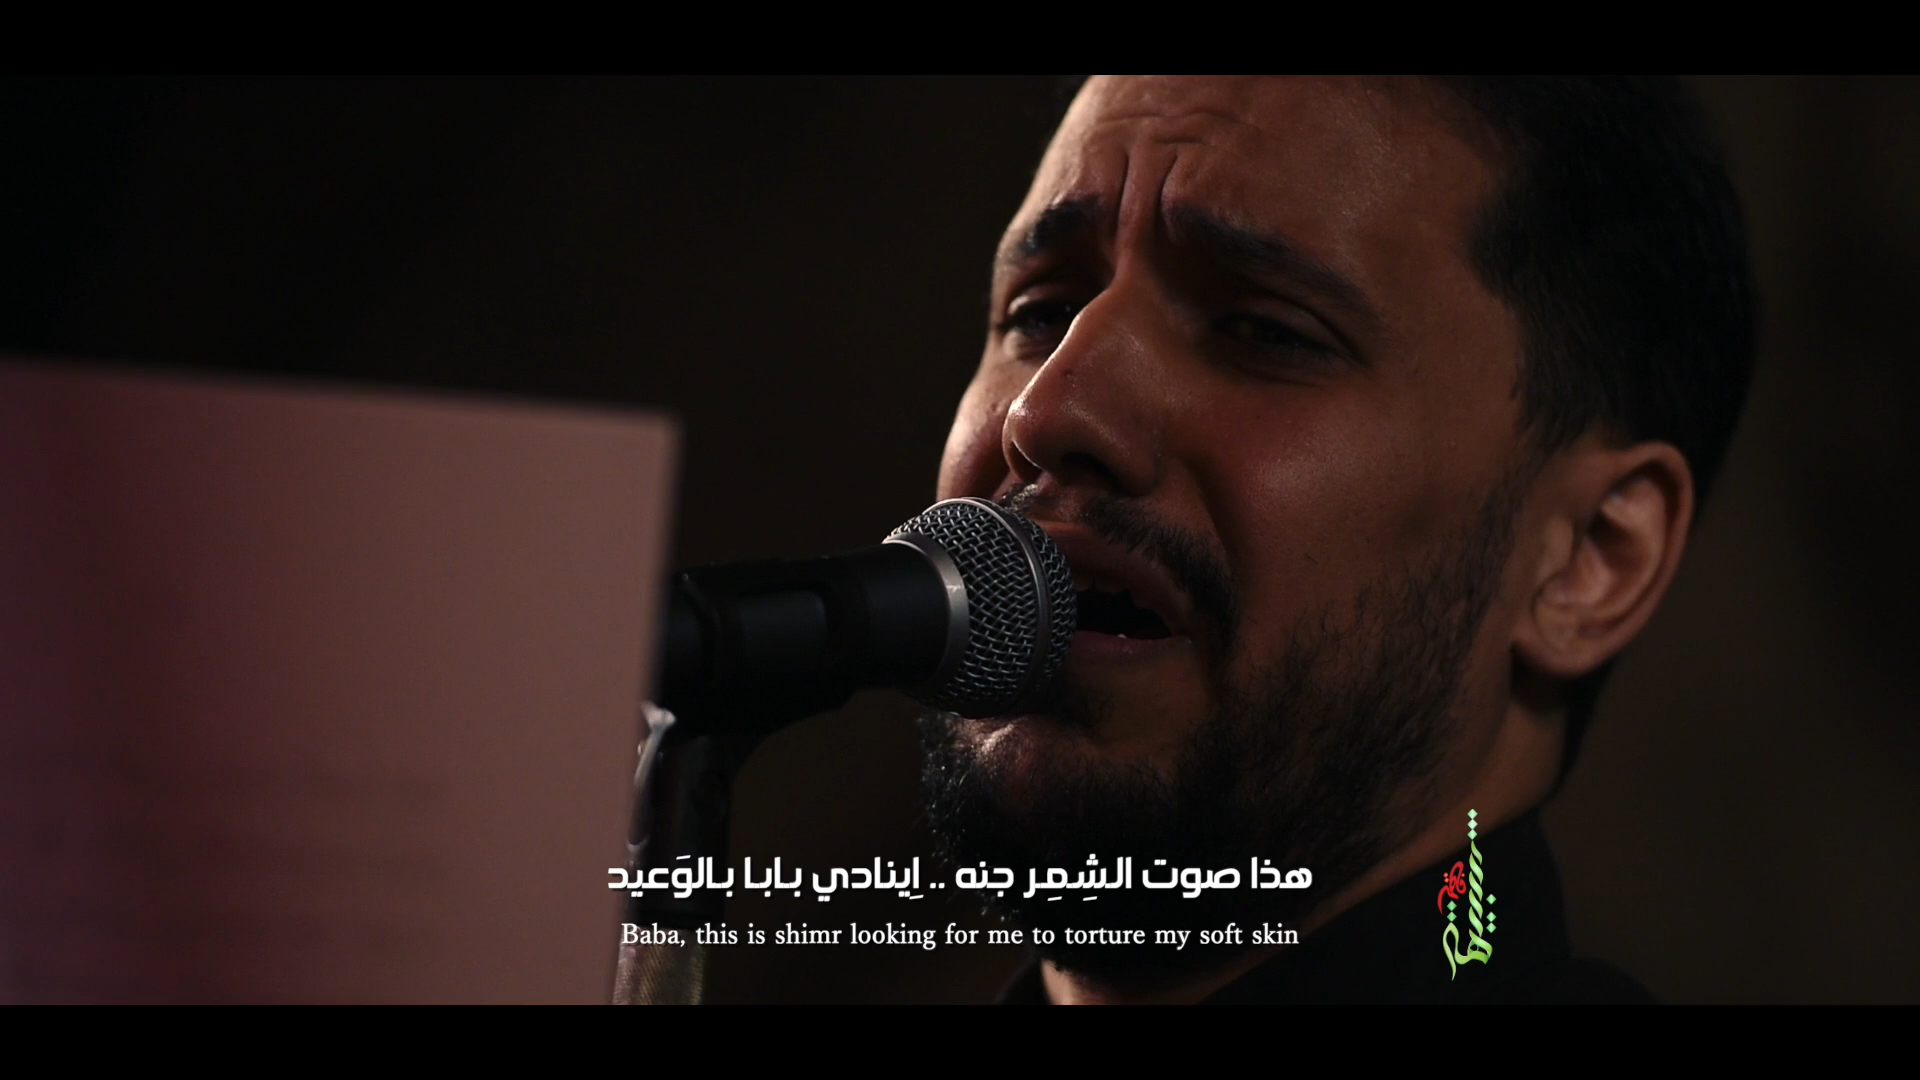 هذا صوت الشِمِر جنه .. اِينادي بابا بالوَعيد
Baba, this is shimr looking for me to torture my soft skin